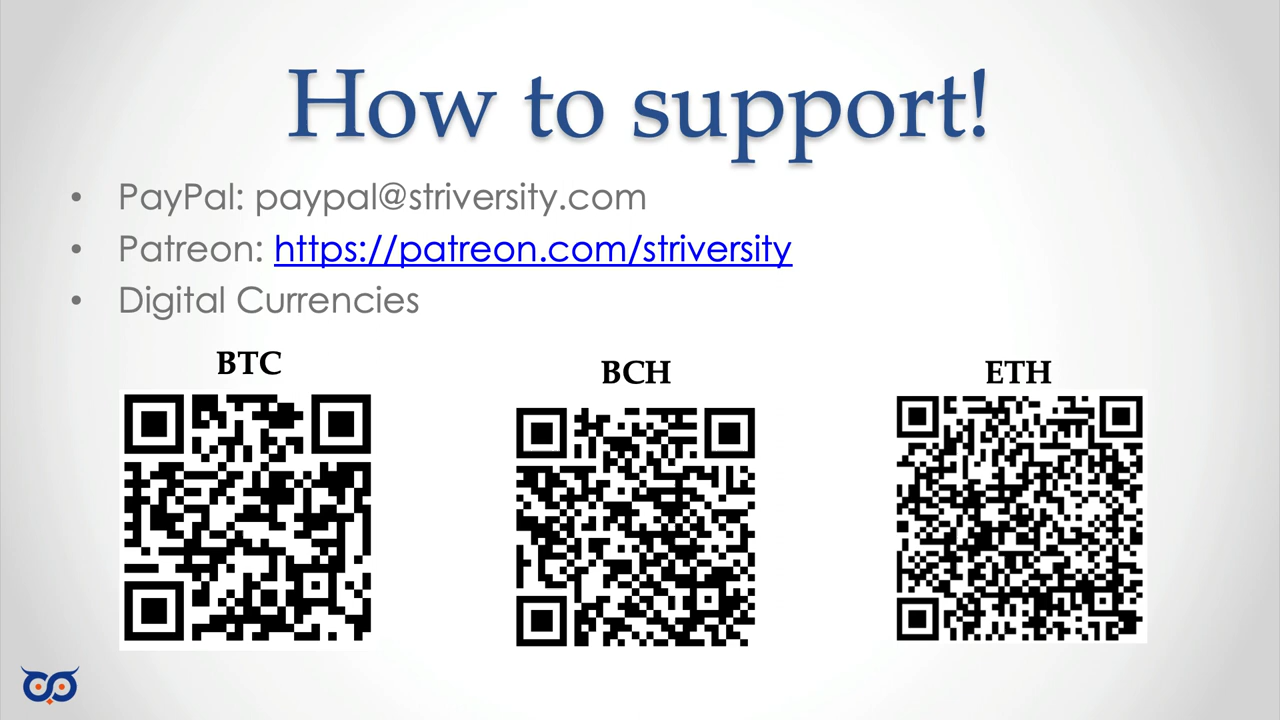 How to support!
• PayPal: paypal@striversity.com
• Patreon: https://patreon.com/striversity
• Digital Currencies
BTC
BCH
ETH